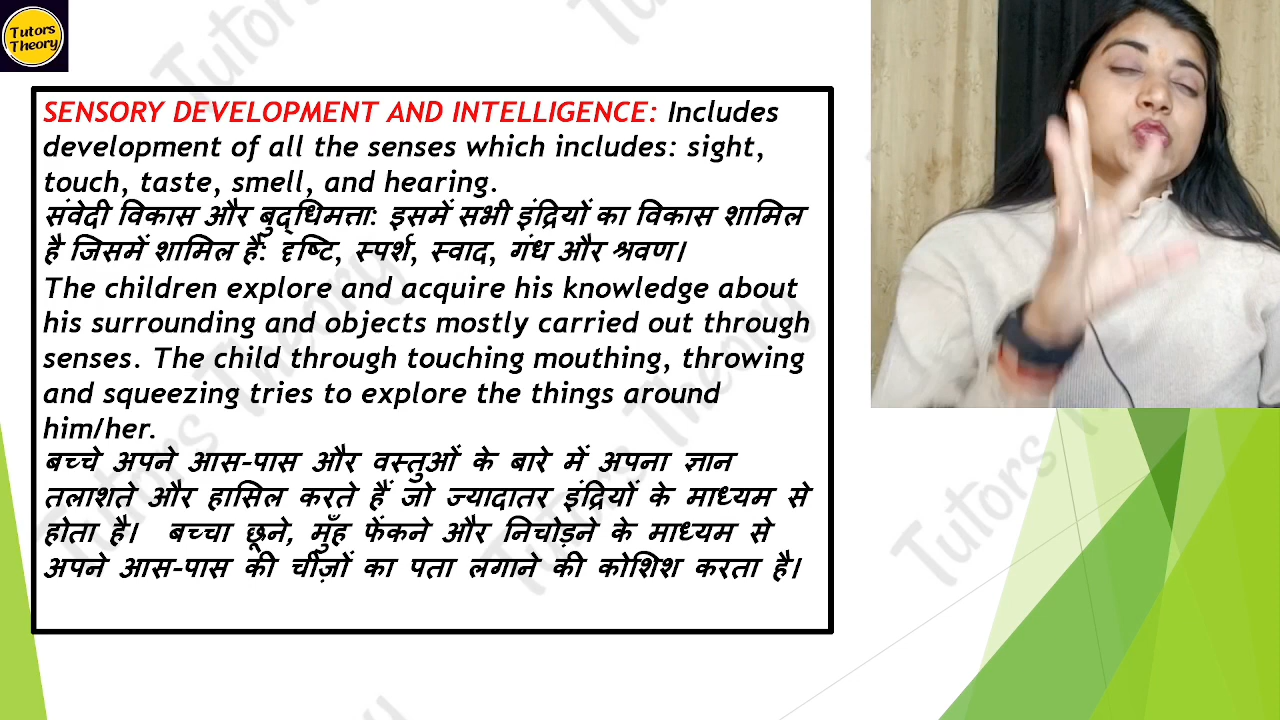 Tutors
Theory
SENSORY DEVELOPMENT AND INTELLIGENCE: Includes
development of all the senses which includes: sight,
touch, taste, smell, and hearing.
संवेदी विकास और बुद्धिमत्ता: इसमें सभी इंद्रियों का विकास शामिल
है जिसमें शामिल हैं: दृष्टि, स्पर्श, स्वाद, गंध और श्रवण।
The children explore and acquire his knowledge about
his surrounding and objects mostly carried out through
senses. The child through touching mouthing, throwing
and squeezing tries to explore the things around
him/her.
बच्चे अपने आस-पास और वस्तुओं के बारे में अपना ज्ञान
तलाशते और हासिल करते हैं जो ज्यादातर इंद्रियों के माध्यम से
होता है। बच्चा छूने, मुँह फेंकने और निचोड़ने के माध्यम से
अपने आस-पास की चीज़ों का पता लगाने की कोशिश करता है।